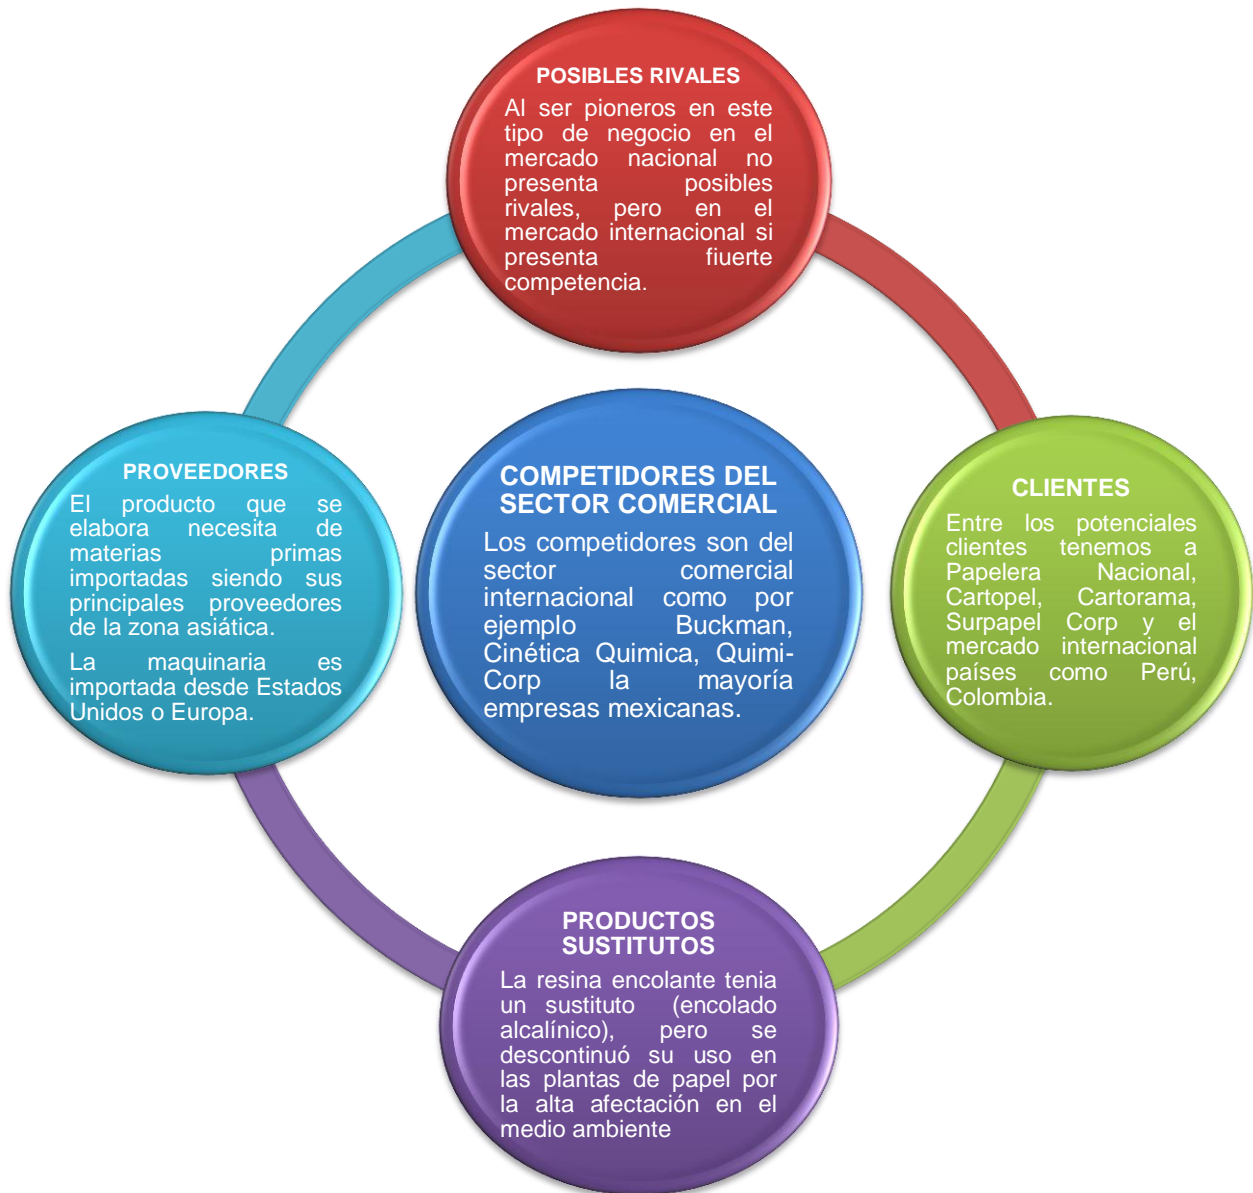 POSIBLES RIVALES
Al ser pioneros en este
tipo de negocio en el
mercado nacional no
presenta posibles
rivales, pero en el
mercado internacional si
presenta fiuerte
competencia.
PROVEEDORES
El producto que se
elabora necesita de
materias primas
importadas siendo sus
principales proveedores
de la zona asiática.
La maquinaria es
importada desde Estados
Unidos o Europa.
COMPETIDORES DEL
SECTOR COMERCIAL
Los competidores son del
sector comercial
internacional como por
ejemplo Buckman,
Cinética Quimica, Quimi-
Corp la mayoría
empresas mexicanas.
CLIENTES
Entre los potenciales
clientes tenemos a
Papelera Nacional,
Cartopel, Cartorama,
Surpapel Corp y el
mercado internacional
países como Perú,
Colombia.
PRODUCTOS
SUSTITUTOS
La resina encolante tenia
un sustituto (encolado
alcalínico), pero se
descontinuó su uso en
las plantas de papel por
la alta afectación en el
medio ambiente